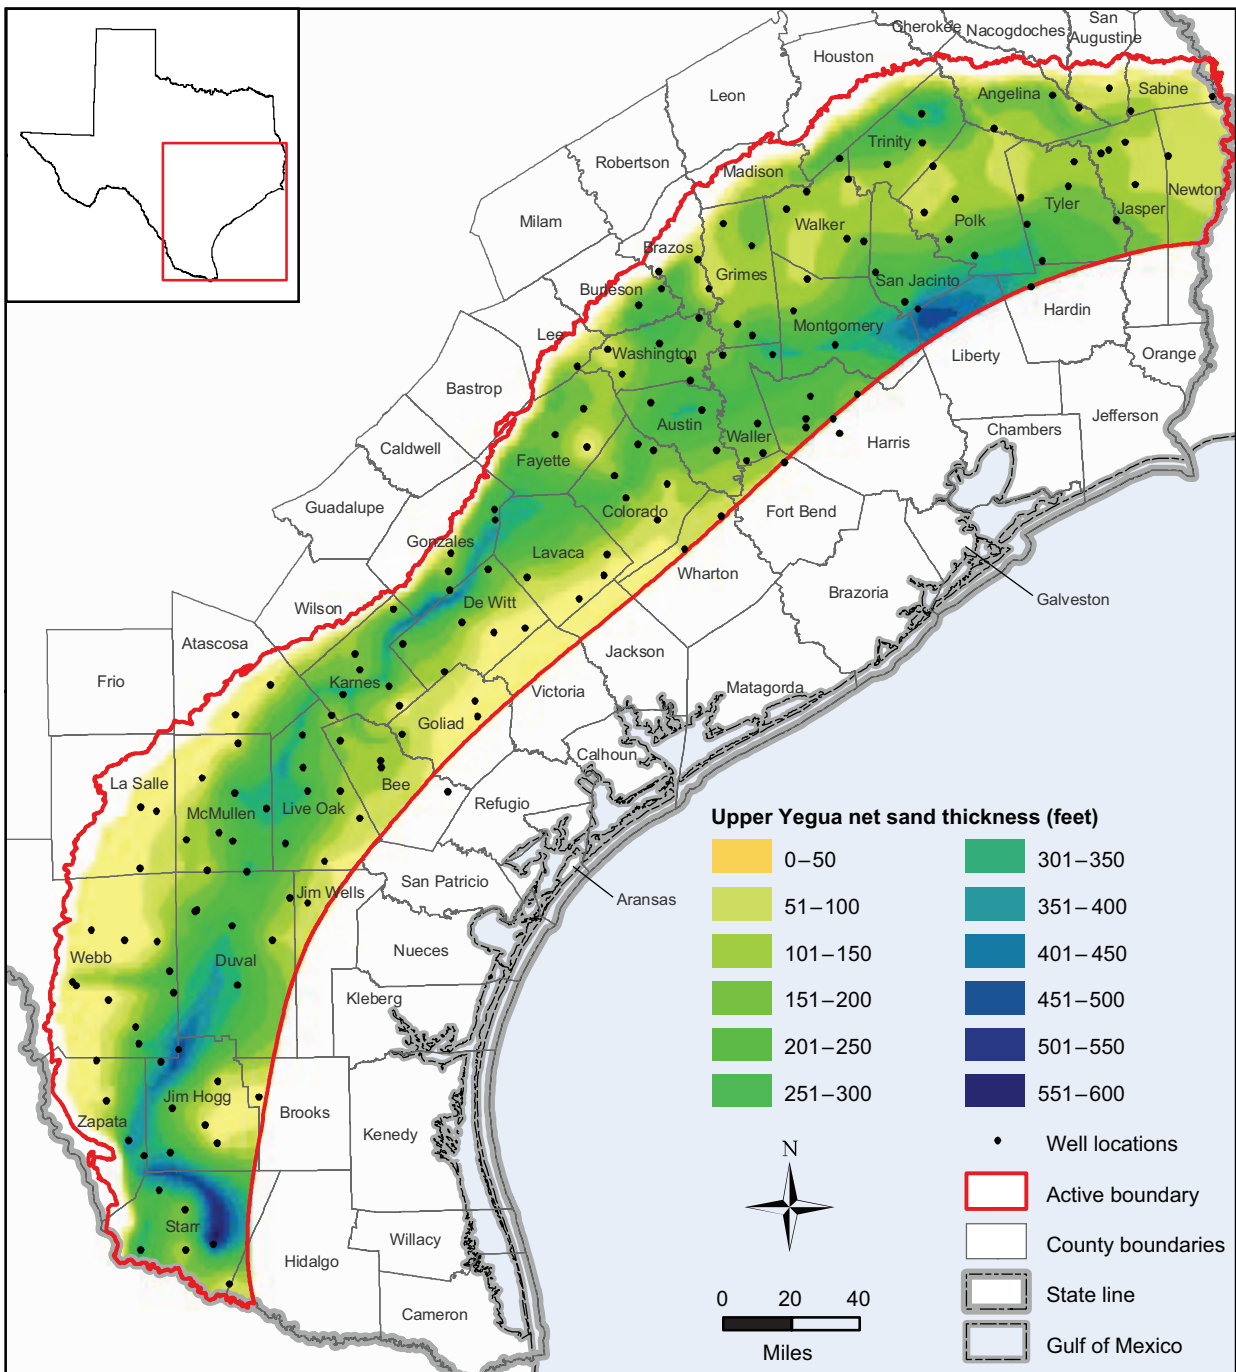 Cherokee
Nacogdoches
San
Augustine
Houston
Leon
Angelina
Sabine
Trinity
Robertson
Madison
Newton
Milam
Walker
Polk
Tyler
Jasper
Brazos
Grimes
San Jacinto
Burleson
Hardin
Montgomery
Lee
Washington
Liberty
Orange
Bastrop
Jefferson
Austin
Waller
Chambers
Harris
Caldwell
Fayette
Guadalupe
Colorado
Fort Bend
Gonzales
Lavaca
Wharton
Wilson
De Witt
Brazoria
Galveston
Atascosa
Jackson
Frio
Karnes
Victoria
Matagorda
Goliad
Calhoun
La Salle
Bee
McMullen
Live Oak
Refugio
San Patricio
Jim Wells
Aransas
Nueces
Webb
Duval
Kleberg
Jim Hogg
Brooks
Zapata
Kenedy
Starr
Willacy
Hidalgo
Cameron
Upper Yegua net sand thickness (feet)
0–50
51–100
101–150
151–200
201–250
251–300
301–350
351–400
401–450
451–500
501–550
551–600
Well locations
Active boundary
County boundaries
State line
Gulf of Mexico
N
0 20 40
Miles